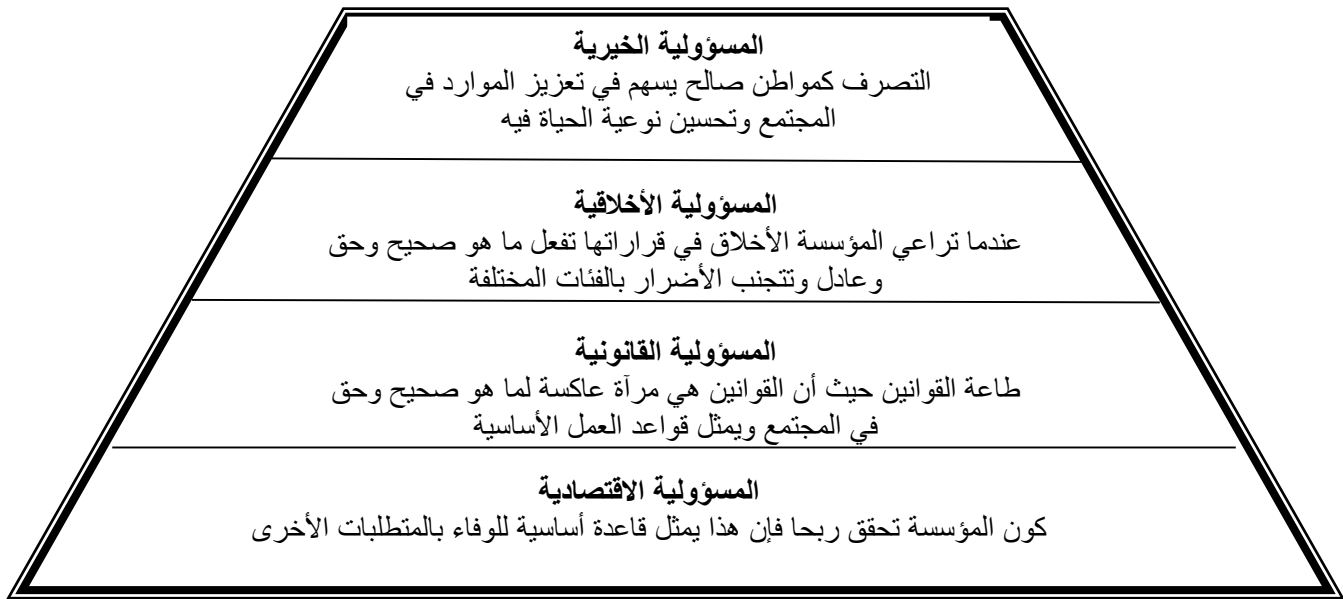 المسؤولية الخيرية
التصرف كمواطن صالح يسهم في تعزيز الموارد في
المجتمع وتحسين نوعية الحياة فيه
المسؤولية الأخلاقية
عندما تراعي المؤسسة الأخلاق في قراراتها تفعل ما هو صحيح وحق
وعادل وتتجنب الأضرار بالفئات المختلفة
المسؤولية القانونية
طاعة القوانين حيث أن القوانين هي مرآة عاكسة لما هو صحيح وحق
في المجتمع ويمثل قواعد العمل الأساسية
المسؤولية الاقتصادية
كون المؤسسة تحقق ربحا فإن هذا يمثل قاعدة أساسية للوفاء بالمتطلبات الأخرى